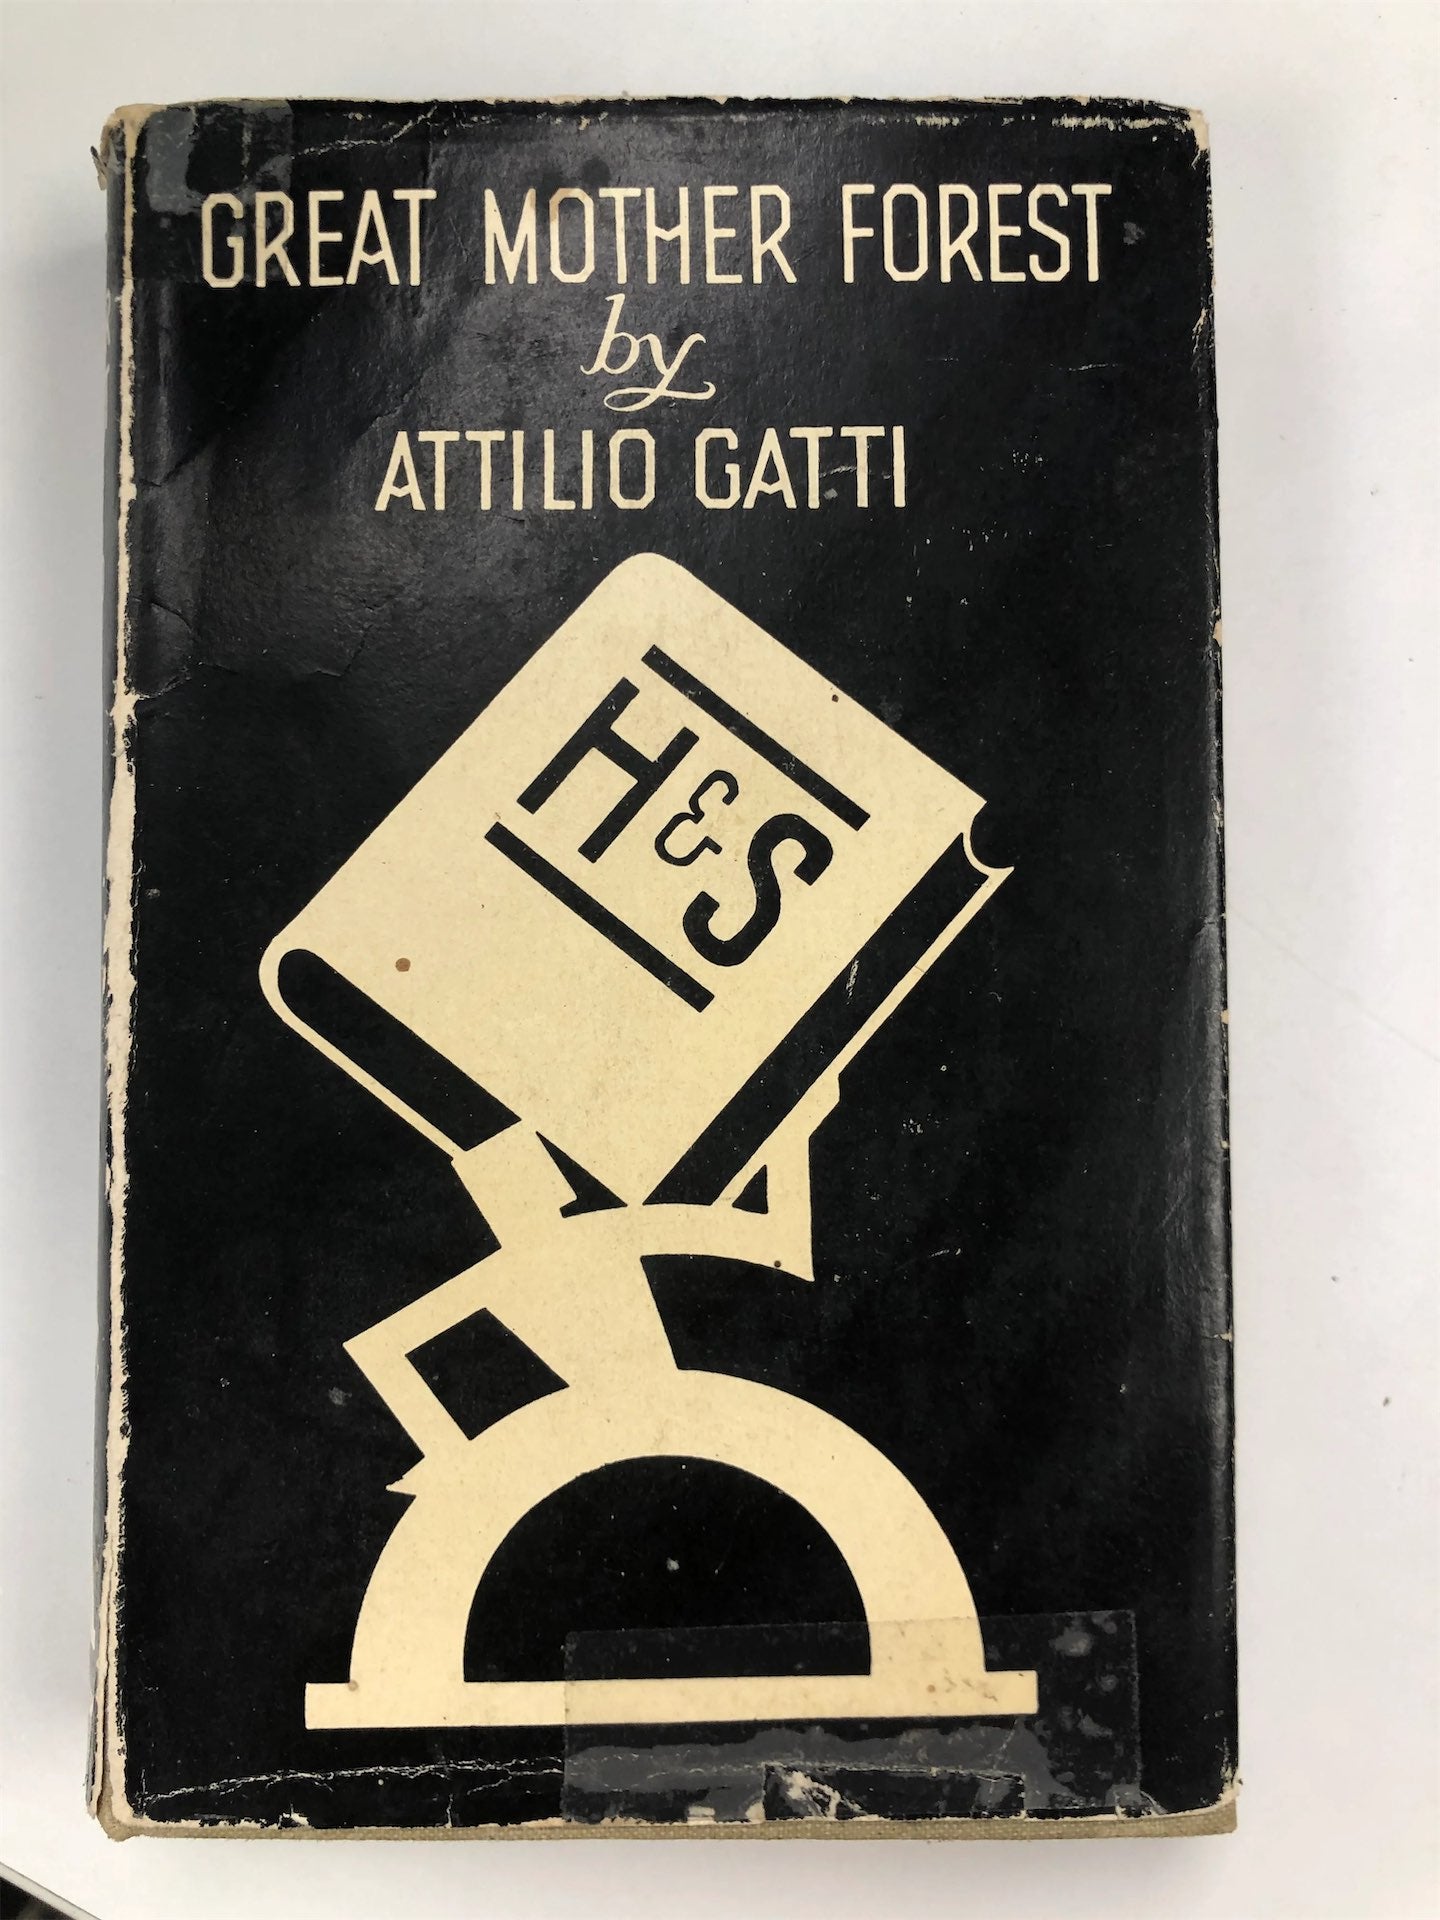 GREAT MOTHER FOREST
by
ATTILIO GATTI
H&S